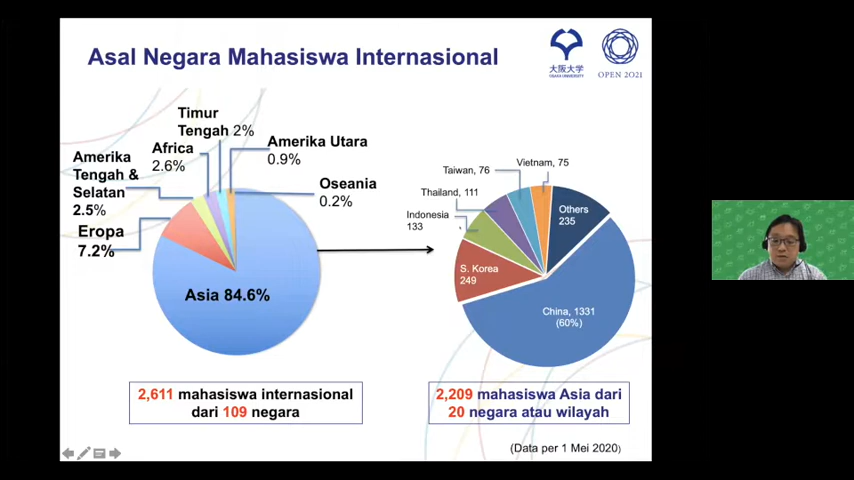 Asal Negara Mahasiswa Internasional
大阪大学
OSAKA UNIVERSITY
OPEN 2021
Timur
Tengah 2%
Africa
2.6%
Amerika Utara
0.9%
Amerika
Tengah &
Selatan
2.5%
Oseania
0.2%
Eropa
7.2%
Asia 84.6%
Vietnam, 75
Taiwan, 76
Thailand, 111
Indonesia
133
Others
235
S. Korea
249
China, 1331
(60%)
2,611 mahasiswa internasional
dari 109 negara
2,209 mahasiswa Asia dari
20 negara atau wilayah
(Data per 1 Mei 2020)